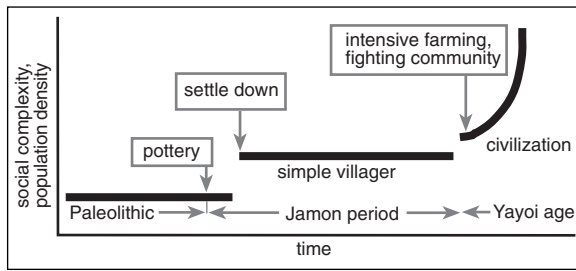 intensive farming,
fighting community
settle down
pottery
civilization
simple villager
Paleolithic
Jamon period
Yayoi age
time
social complexity,
population density